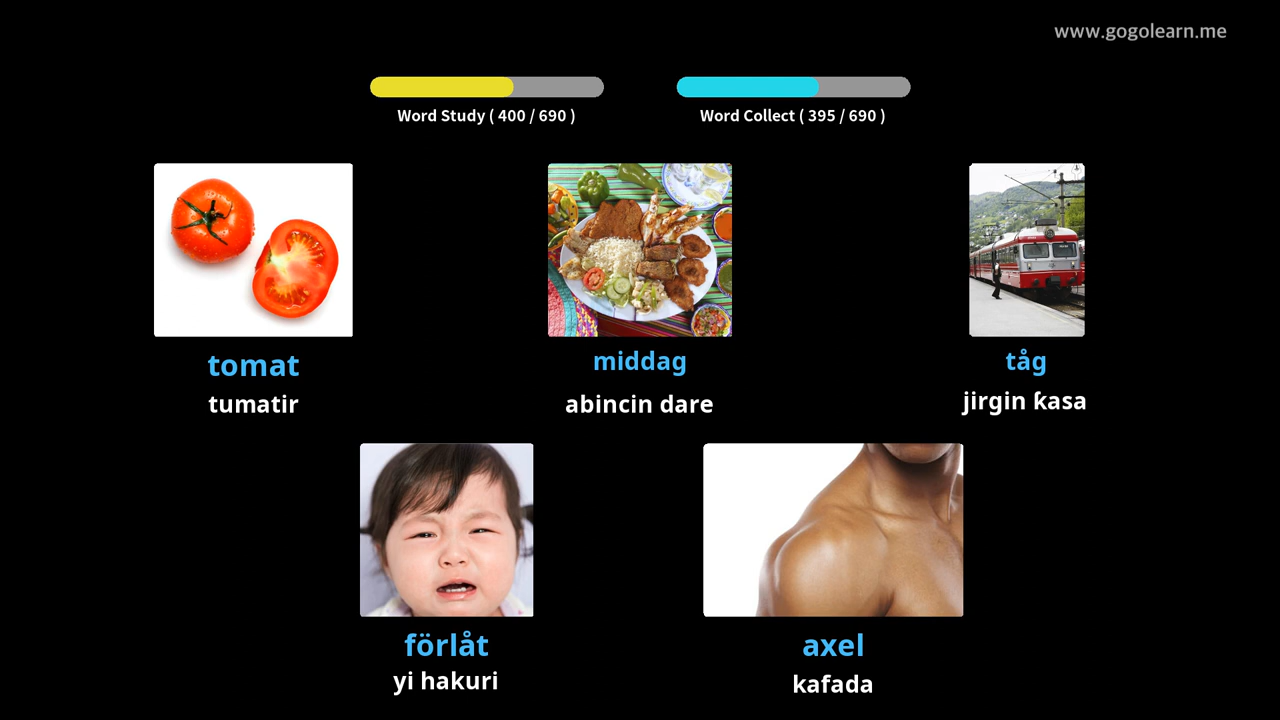 www.gogolearn.me
Word Study ( 400 / 690 )
Word Collect ( 395 / 690 )
tomat
tumatir
middag
abincin dare
tåg
jirgin ƙasa
förlåt
yi hakuri
axel
kafada